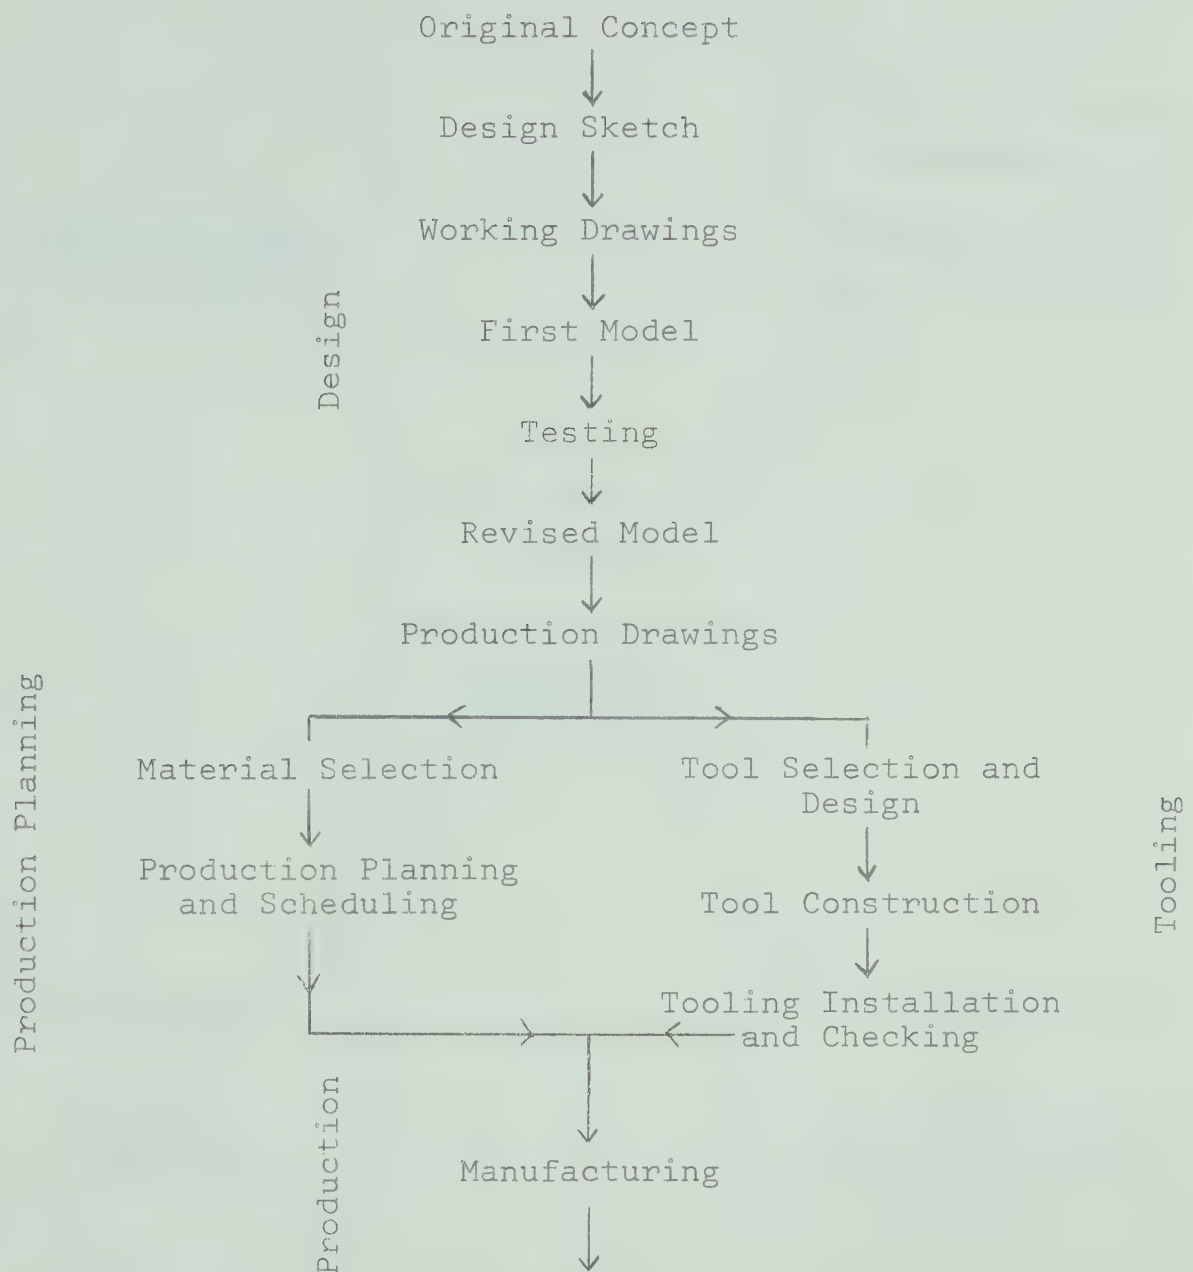 Original Concept
Design Sketch
Working Drawings
Design
First Model
Testing
Revised Model
Production Drawings
Production Planning
Material Selection
Production Planning
and Scheduling
Tool Selection and
Design
Tool Construction
Tooling Installation
and Checking
Tooling
Production
Manufacturing